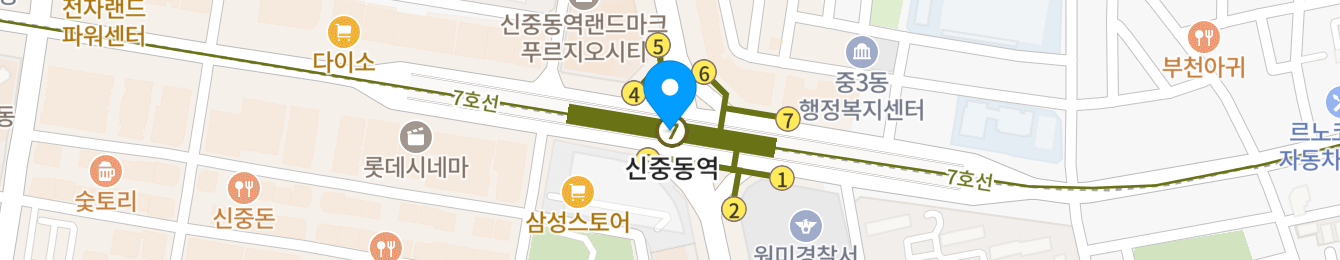 전자랜드
파워센터
다이소
신중동역랜드마크
푸르지오시티
5
6
4
7
중3동
행정복지센터
부천아귀
7호선
7
동
롯데시네마
신중동역
1
2
7호선
르노코
자동차
숯토리
신중돈
삼성스토어
원미경찰서